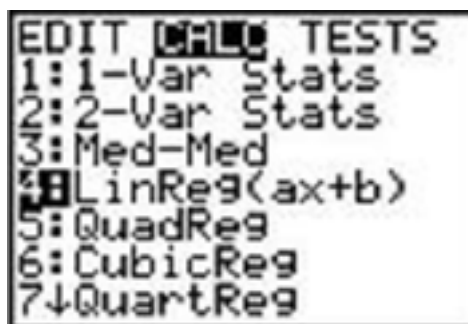 EDIT CALC TESTS
1:1-Var Stats
2:2-Var Stats
3:Med-Med
4:LinReg(ax+b)
5:QuadReg
6:CubicReg
7↓QuartReg